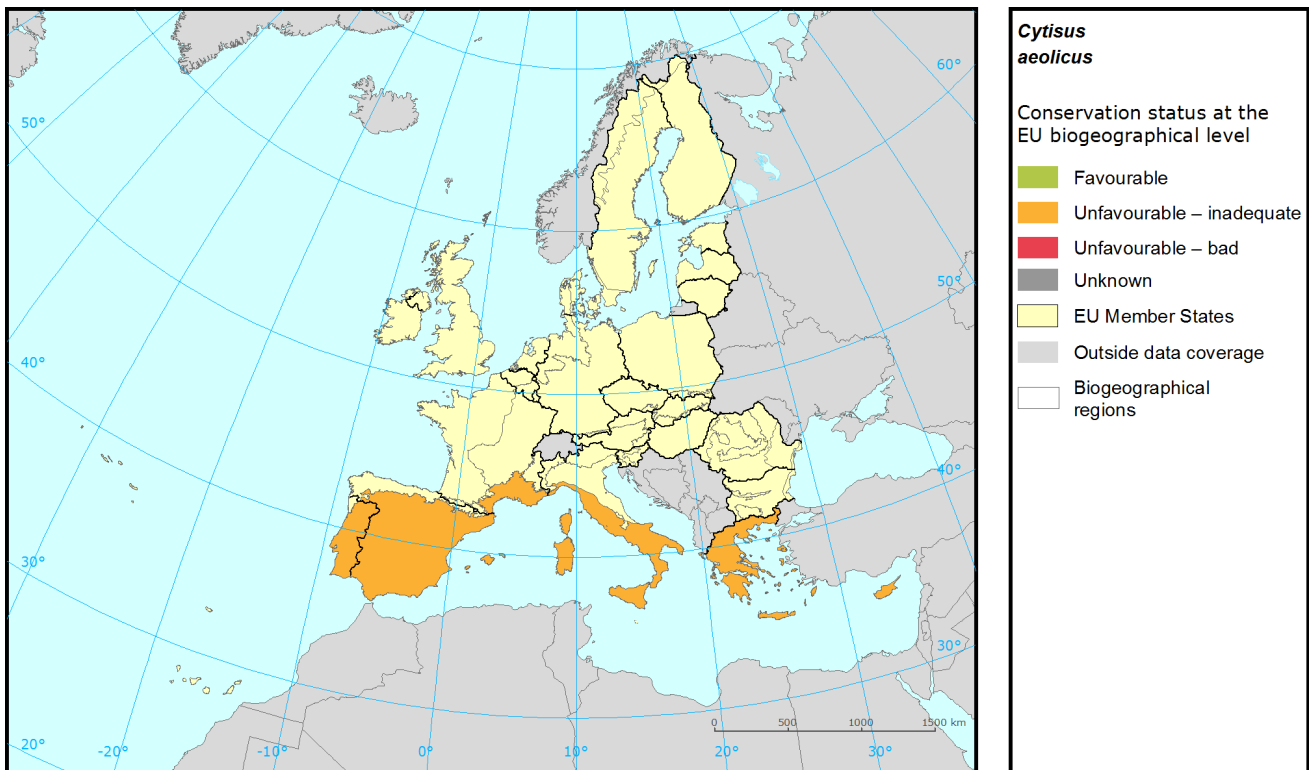 Cytisus
aeolicus
Conservation status at the
EU biogeographical level
Favourable
Unfavourable – inadequate
Unfavourable – bad
Unknown
EU Member States
Outside data coverage
Biogeographical
regions
60°
50°
50°
40°
40°
30°
30°
20°
-20°
-10°
0°
10°
20°
30°
0 500 1000 1500 km